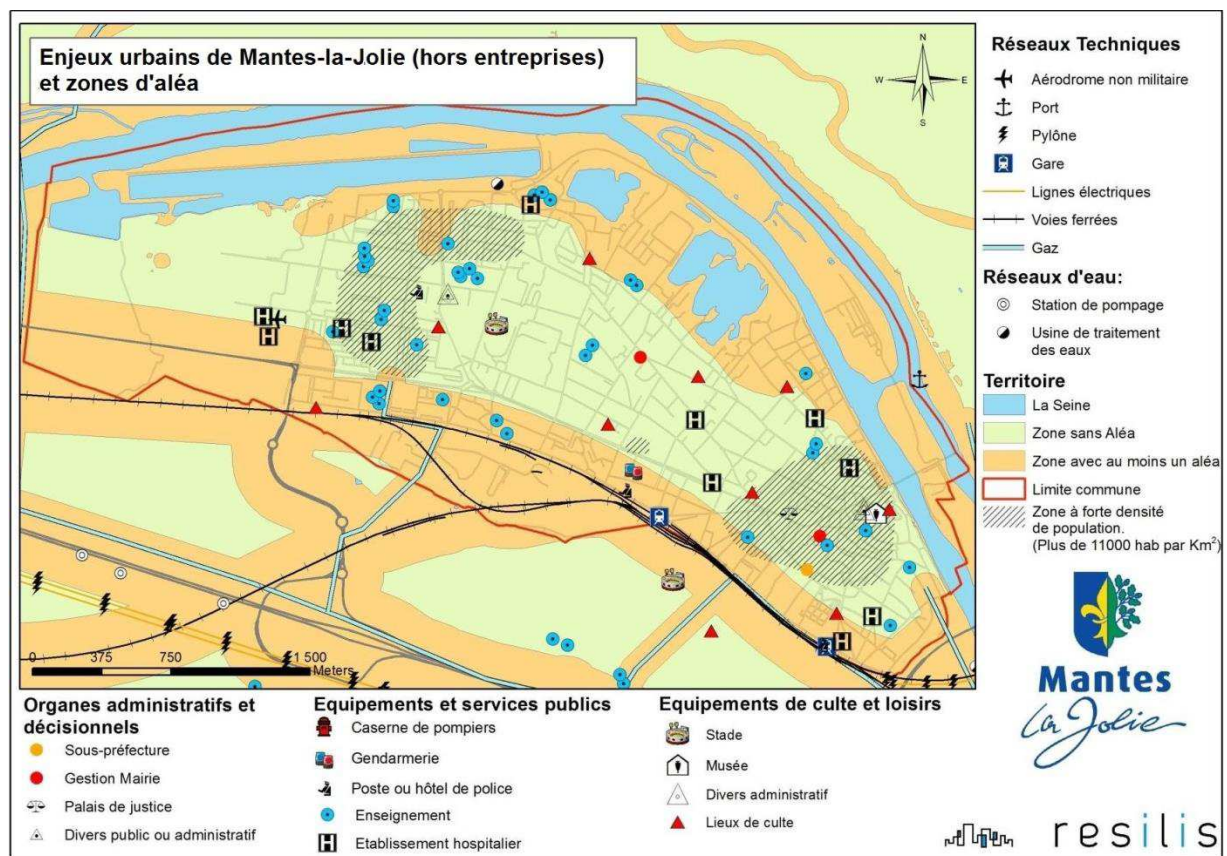 Enjeux urbains de Mantes-la-Jolie (hors entreprises)
et zones d'aléa
N
W
E
S
0
375
750
1 500
Meters
Réseaux Techniques
Aérodrome non militaire
Port
Pylône
Gare
Lignes électriques
Voies ferrées
Gaz
Réseaux d'eau:
Station de pompage
Usine de traitement
des eaux
Territoire
La Seine
Zone sans Aléa
Zone avec au moins un aléa
Limite commune
Zone à forte densité
de population.
(Plus de 11000 hab par Km²)
Mantes
La Jolie
Organes administratifs et
décisionnels
Sous-préfecture
Gestion Mairie
Palais de justice
Divers public ou administratif
Equipements et services publics
Caserne de pompiers
Gendarmerie
Poste ou hôtel de police
Enseignement
Etablissement hospitalier
Equipements de culte et loisirs
Stade
Musée
Divers administratif
Lieux de culte
resilis